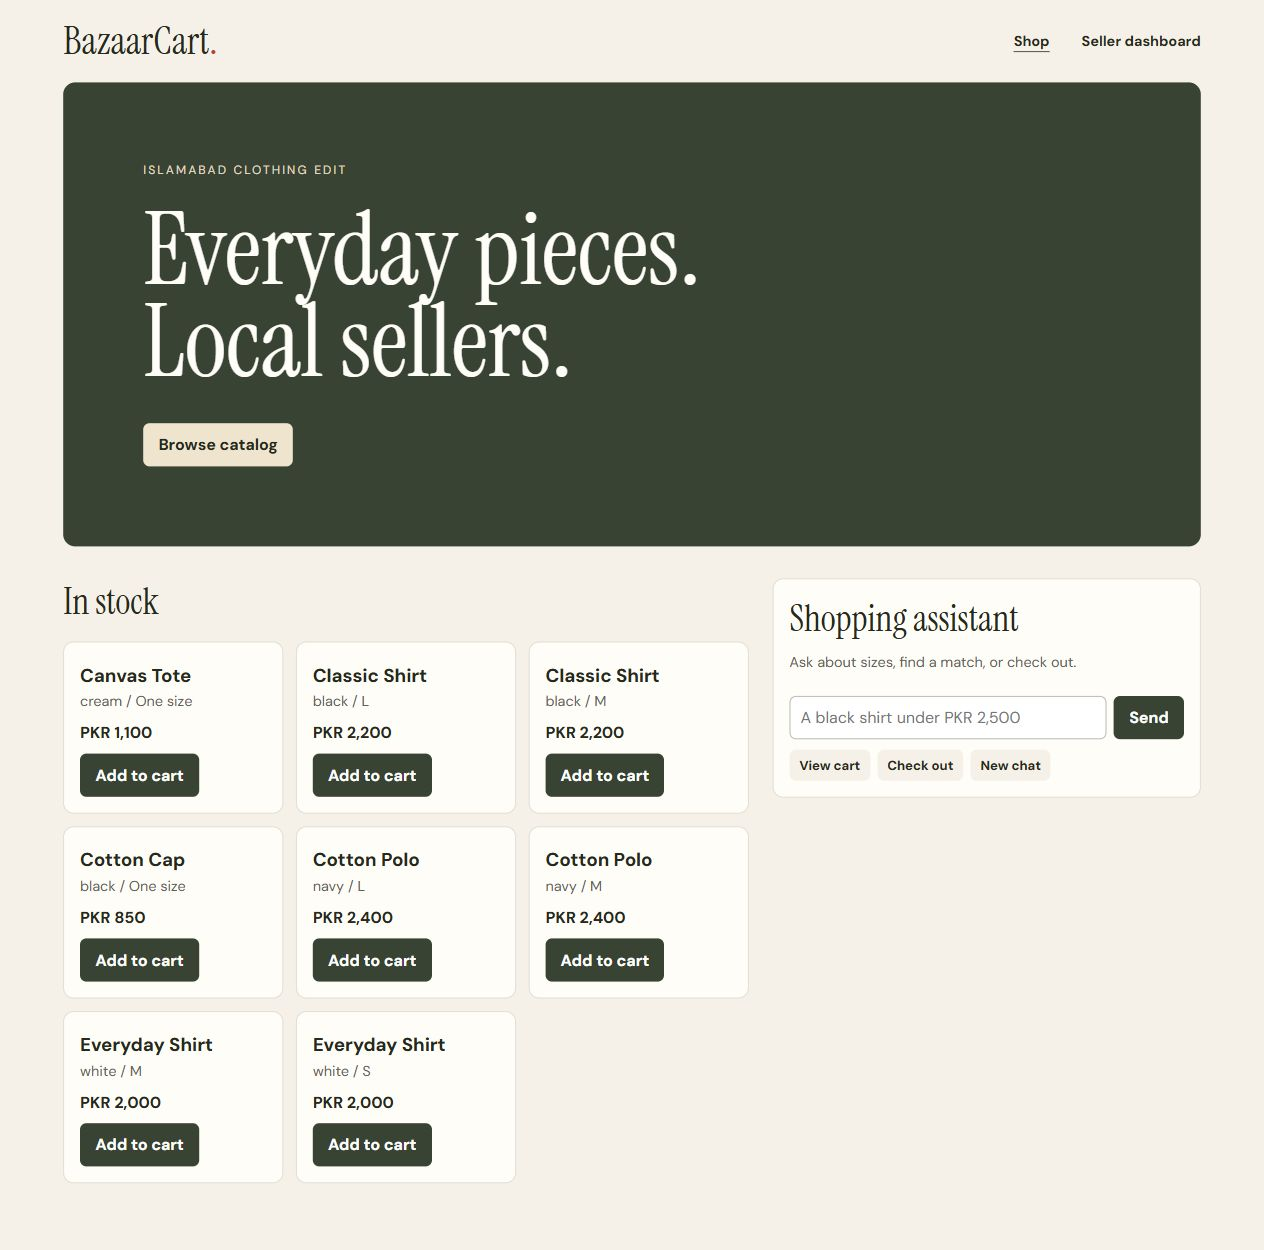 BazaarCart.
Shop
Seller dashboard
ISLAMABAD CLOTHING EDIT
Everyday pieces.
Local sellers.
Browse catalog
In stock
Canvas Tote
cream / One size
PKR 1,100
Add to cart
Classic Shirt
black / L
PKR 2,200
Add to cart
Classic Shirt
black / M
PKR 2,200
Add to cart
Cotton Cap
black / One size
PKR 850
Add to cart
Cotton Polo
navy / L
PKR 2,400
Add to cart
Cotton Polo
navy / M
PKR 2,400
Add to cart
Everyday Shirt
white / M
PKR 2,000
Add to cart
Everyday Shirt
white / S
PKR 2,000
Add to cart
Shopping assistant
Ask about sizes, find a match, or check out.
A black shirt under PKR 2,500
Send
View cart
Check out
New chat